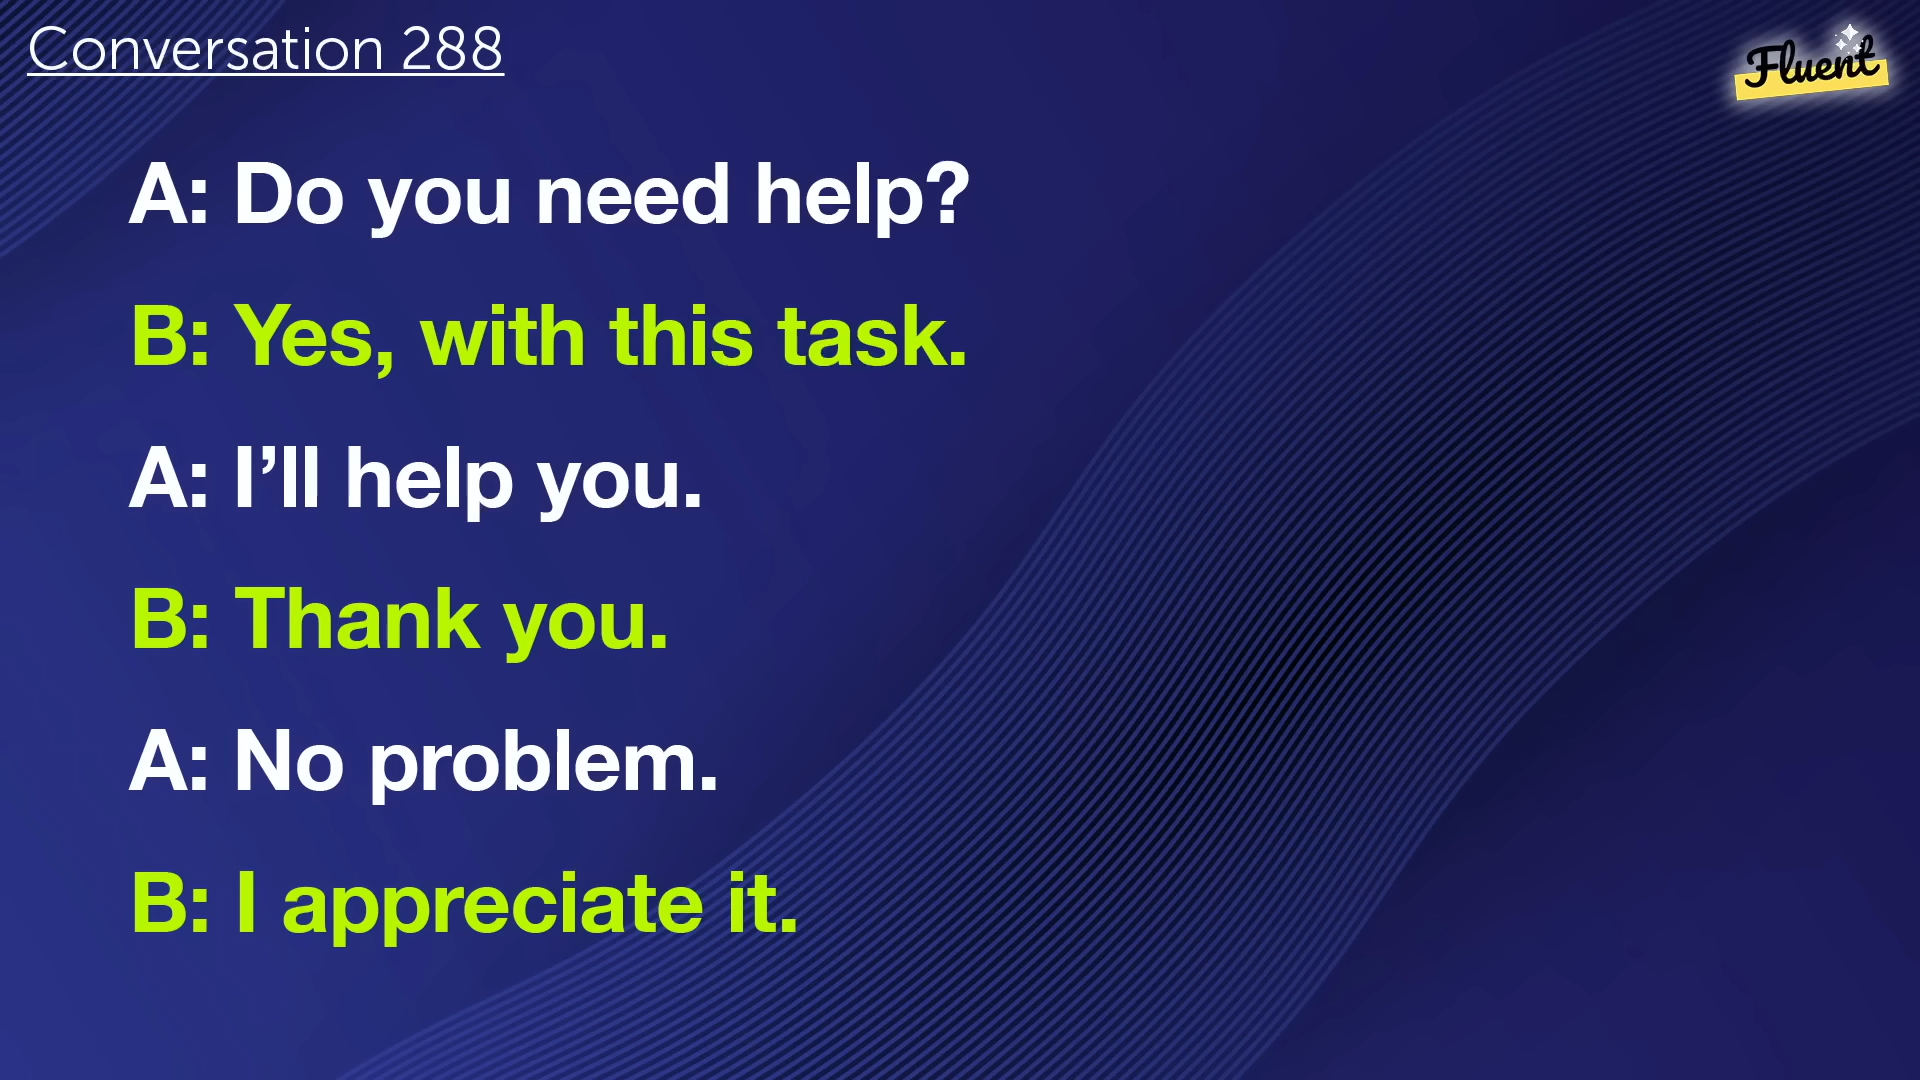 Conversation 288
Fluent
A: Do you need help?
B: Yes, with this task.
A: I’ll help you.
B: Thank you.
A: No problem.
B: I appreciate it.